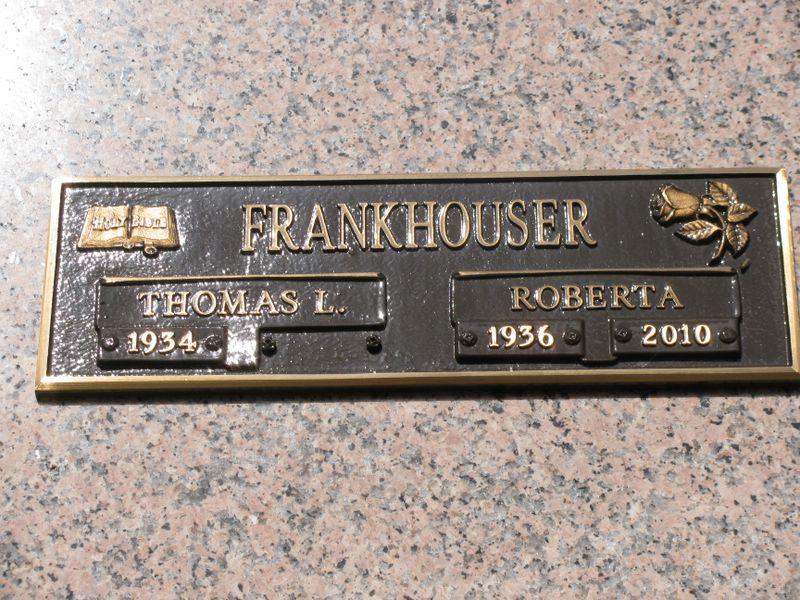 HOLY BIBLE
FRANKHOUSER
THOMAS L.
1934
ROBERTA
1936 2010